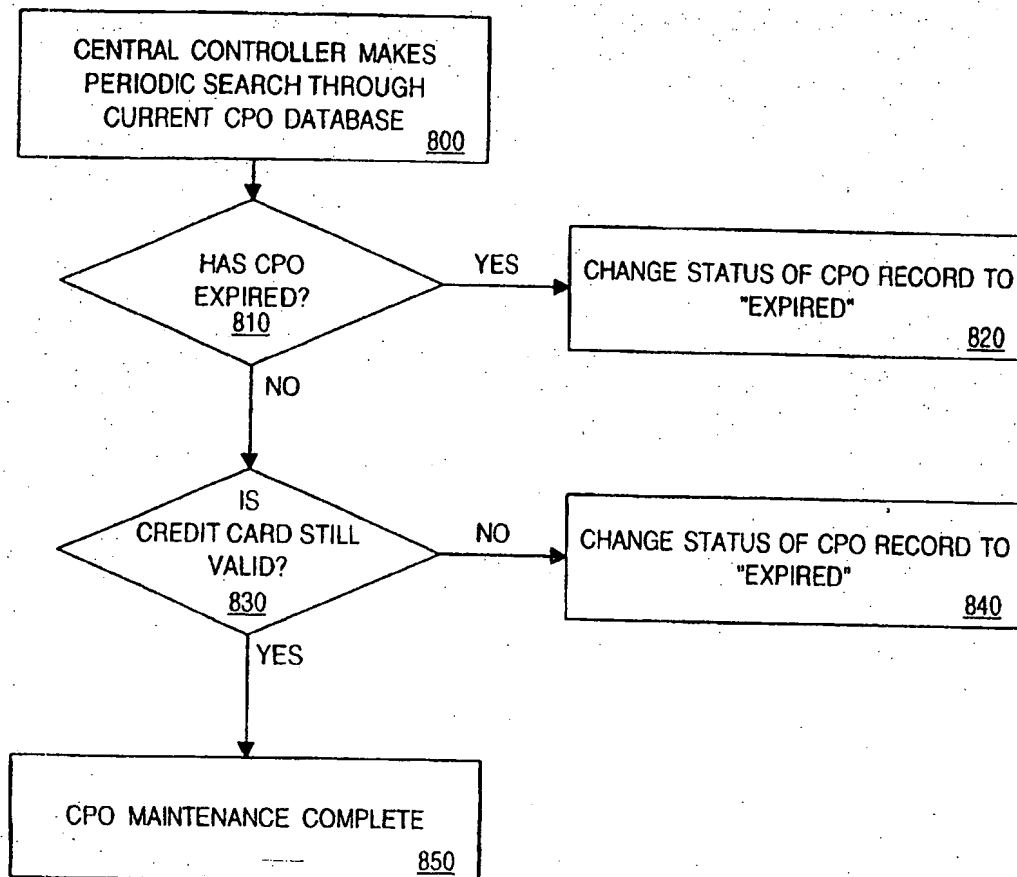 CENTRAL CONTROLLER MAKES
PERIODIC SEARCH THROUGH
CURRENT CPO DATABASE
800
HAS CPO
EXPIRED?
810
YES
CHANGE STATUS OF CPO RECORD TO
"EXPIRED"
820
NO
IS
CREDIT CARD STILL
VALID?
830
NO
CHANGE STATUS OF CPO RECORD TO
"EXPIRED"
840
YES
CPO MAINTENANCE COMPLETE
850